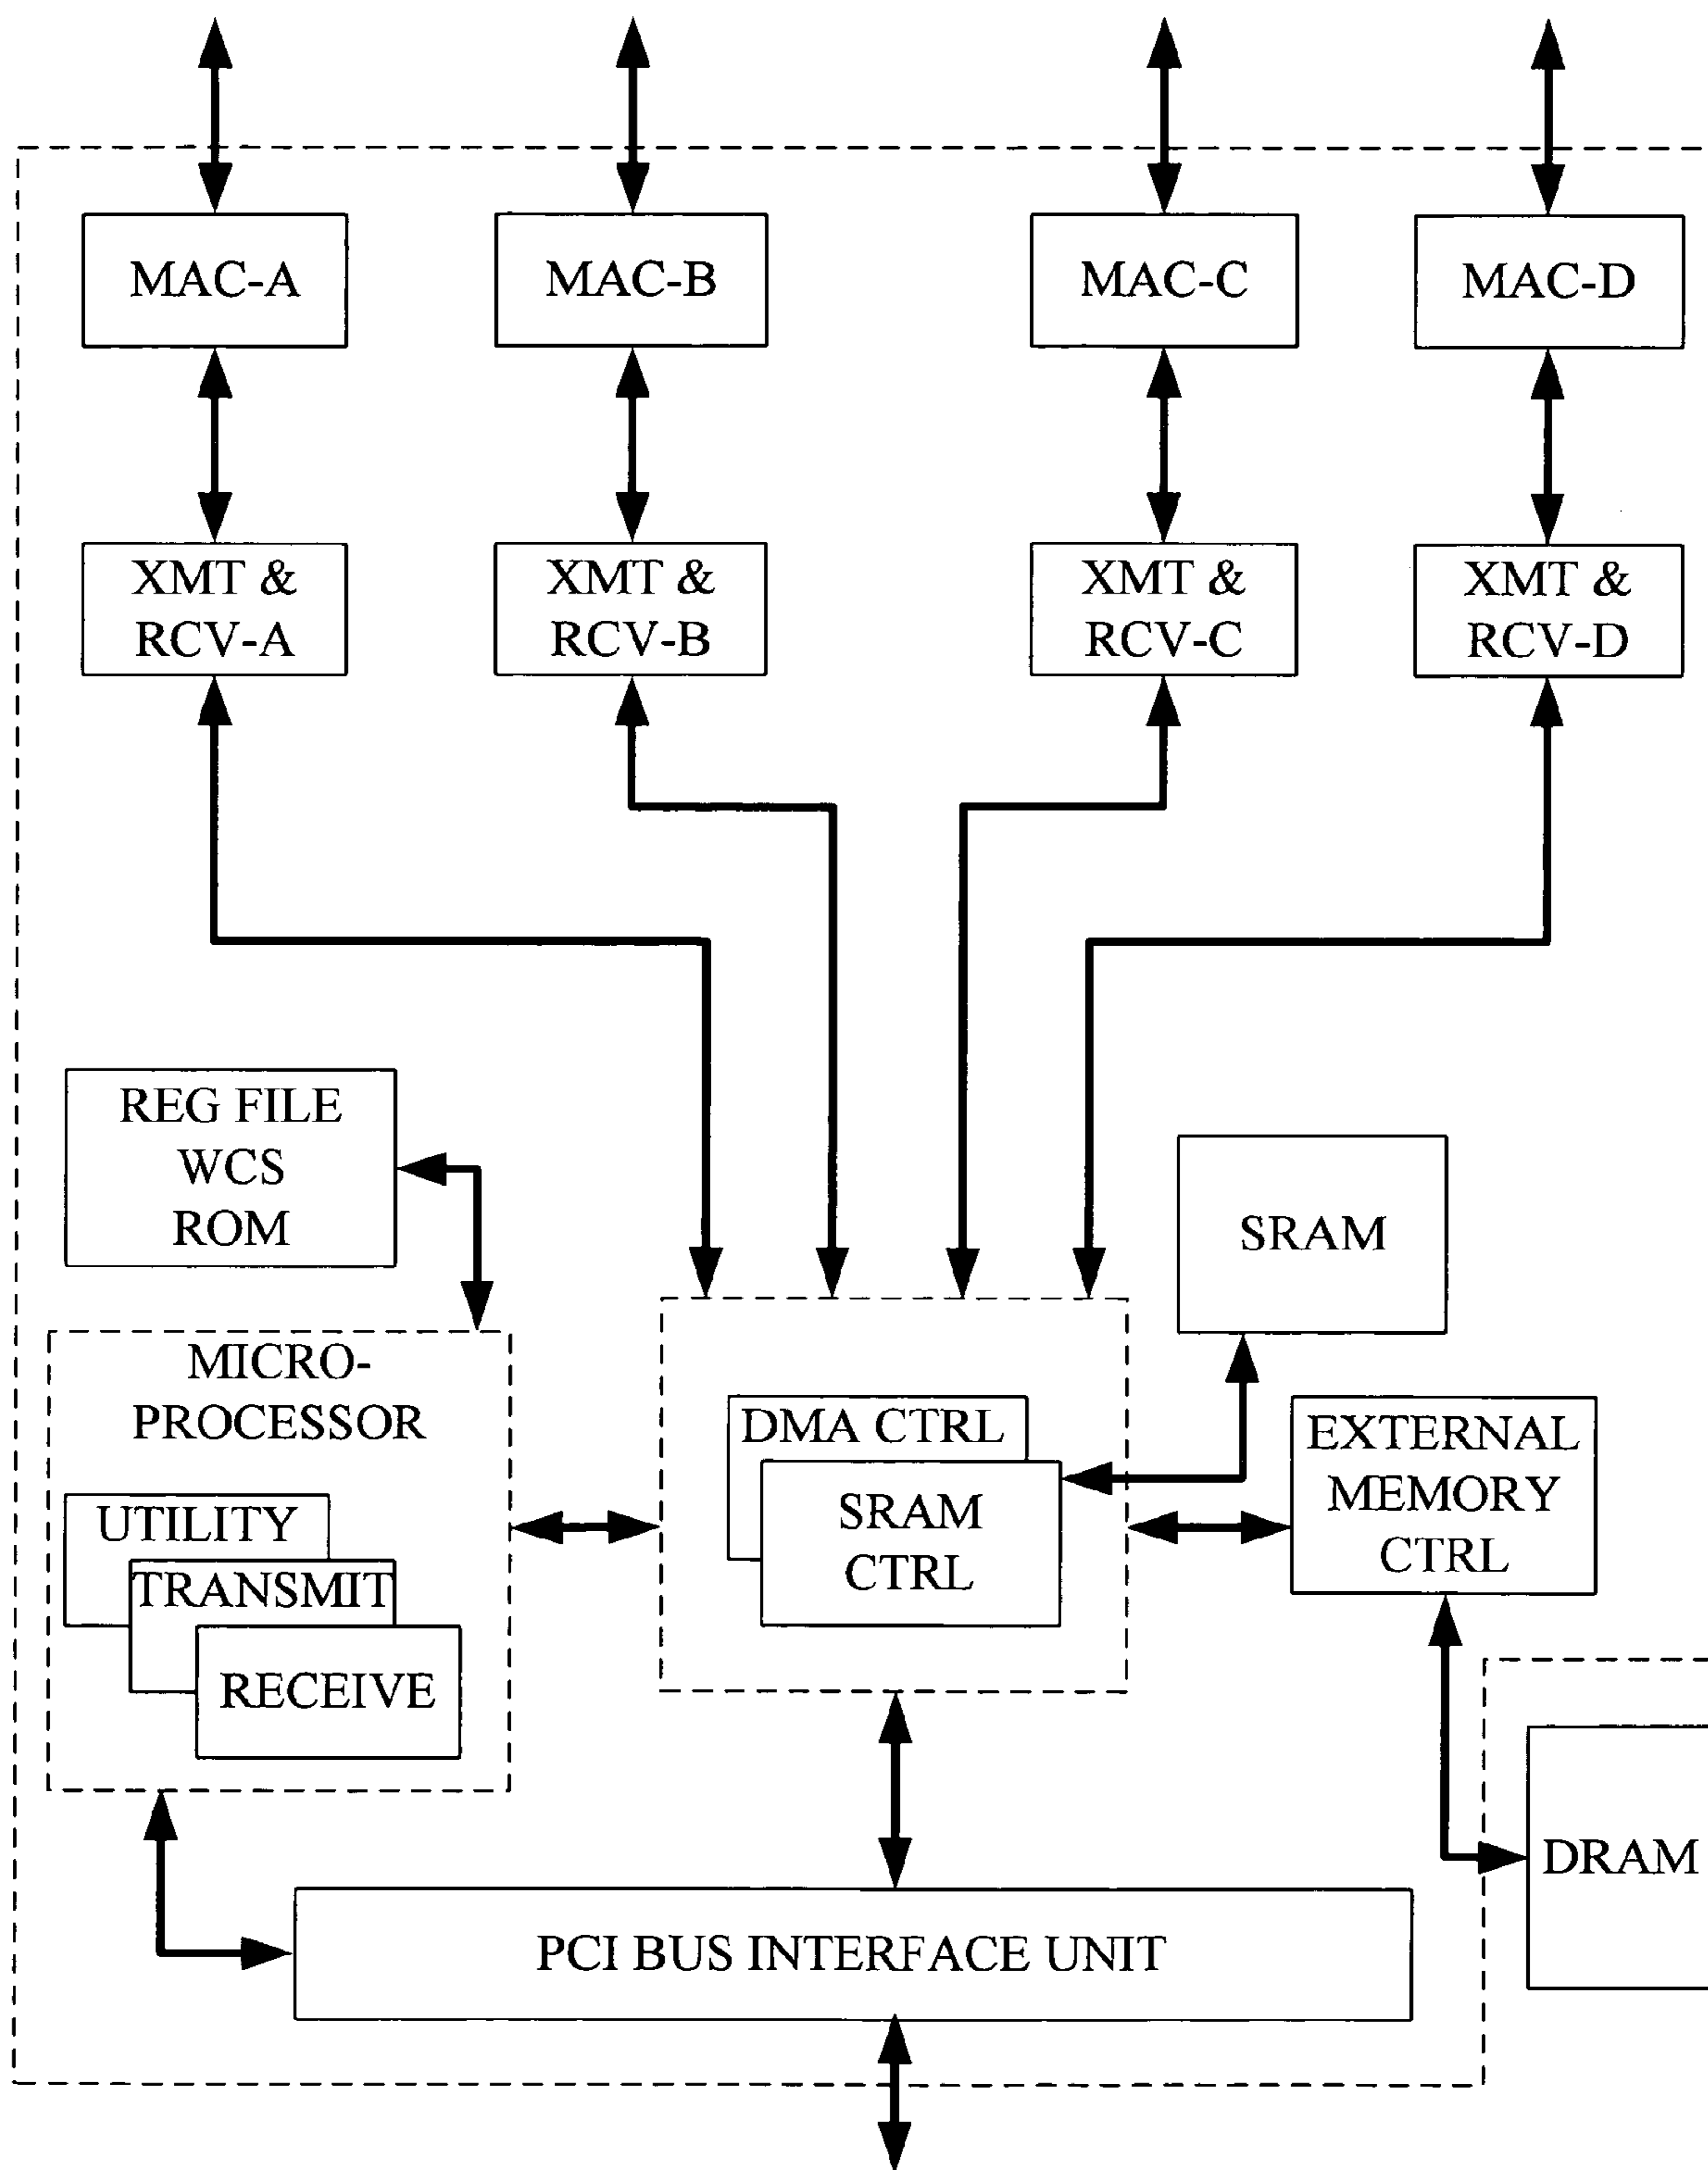 MAC-A
MAC-B
MAC-C
MAC-D
XMT &
RCV-A
XMT &
RCV-B
XMT &
RCV-C
XMT &
RCV-D
REG FILE
WCS
ROM
SRAM
MICRO-
PROCESSOR
UTILITY
TRANSMIT
RECEIVE
DMA CTRL
SRAM
CTRL
EXTERNAL
MEMORY
CTRL
DRAM
PCI BUS INTERFACE UNIT